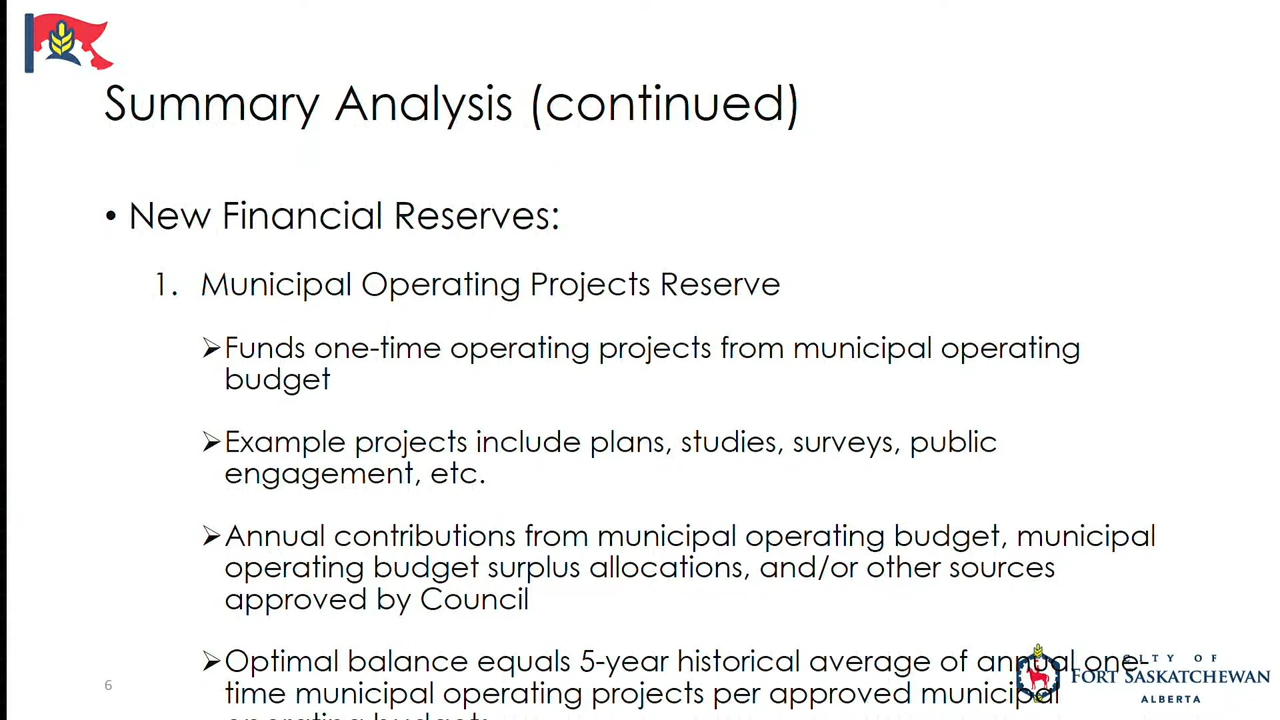 Summary Analysis (continued)
• New Financial Reserves:
1. Municipal Operating Projects Reserve
➢Funds one-time operating projects from municipal operating
budget
➢Example projects include plans, studies, surveys, public
engagement, etc.
➢Annual contributions from municipal operating budget, municipal
operating budget surplus allocations, and/or other sources
approved by Council
➢Optimal balance equals 5-year historical average of annual one-
time municipal operating projects per approved municipal
6
CITY OF
FORT SASKATCHEWAN
ALBERTA